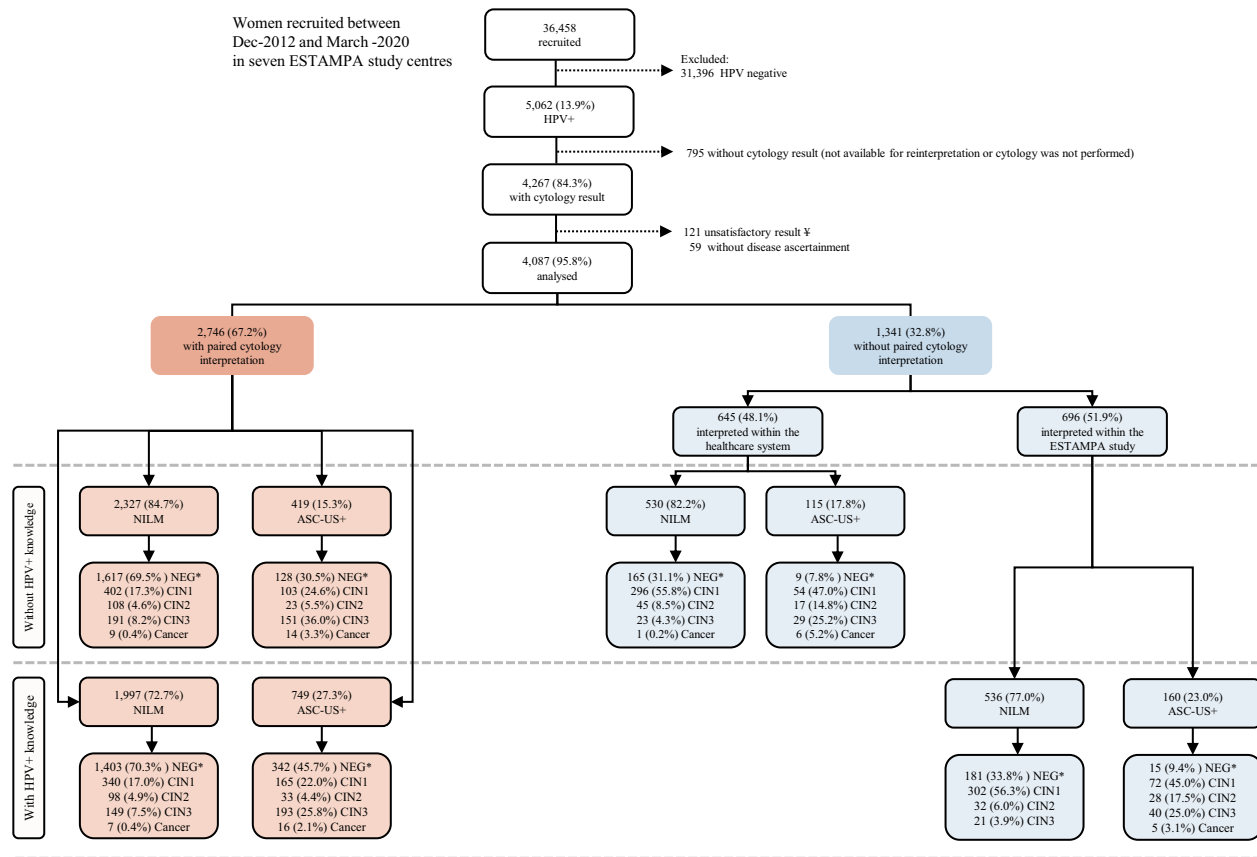 Women recruited between
Dec-2012 and March -2020
in seven ESTAMPA study centres
36,458
recruited
Excluded:
31,396 HPV negative
5,062 (13.9%)
HPV+
795 without cytology result (not available for reinterpretation or cytology was not performed)
4,267 (84.3%)
with cytology result
121 unsatisfactory result ¥
59 without disease ascertainment
4,087 (95.8%)
analysed
2,746 (67.2%)
with paired cytology
interpretation
1,341 (32.8%)
without paired cytology
interpretation
645 (48.1%)
interpreted within the
healthcare system
696 (51.9%)
interpreted within the
ESTAMPA study
Without HPV+ knowledge
2,327 (84.7%)
NILM
419 (15.3%)
ASC-US+
530 (82.2%)
NILM
115 (17.8%)
ASC-US+
1,617 (69.5% ) NEG*
402 (17.3%) CIN1
108 (4.6%) CIN2
191 (8.2%) CIN3
9 (0.4%) Cancer
128 (30.5%) NEG*
103 (24.6%) CIN1
23 (5.5%) CIN2
151 (36.0%) CIN3
14 (3.3%) Cancer
165 (31.1% ) NEG*
296 (55.8%) CIN1
45 (8.5%) CIN2
23 (4.3%) CIN3
1 (0.2%) Cancer
9 (7.8% ) NEG*
54 (47.0%) CIN1
17 (14.8%) CIN2
29 (25.2%) CIN3
6 (5.2%) Cancer
With HPV+ knowledge
1,997 (72.7%)
NILM
749 (27.3%)
ASC-US+
536 (77.0%)
NILM
160 (23.0%)
ASC-US+
1,403 (70.3% ) NEG*
340 (17.0%) CIN1
98 (4.9%) CIN2
149 (7.5%) CIN3
7 (0.4%) Cancer
342 (45.7%) NEG*
165 (22.0%) CIN1
33 (4.4%) CIN2
193 (25.8%) CIN3
16 (2.1%) Cancer
181 (33.8% ) NEG*
302 (56.3%) CIN1
32 (6.0%) CIN2
21 (3.9%) CIN3
15 (9.4% ) NEG*
72 (45.0%) CIN1
28 (17.5%) CIN2
40 (25.0%) CIN3
5 (3.1%) Cancer